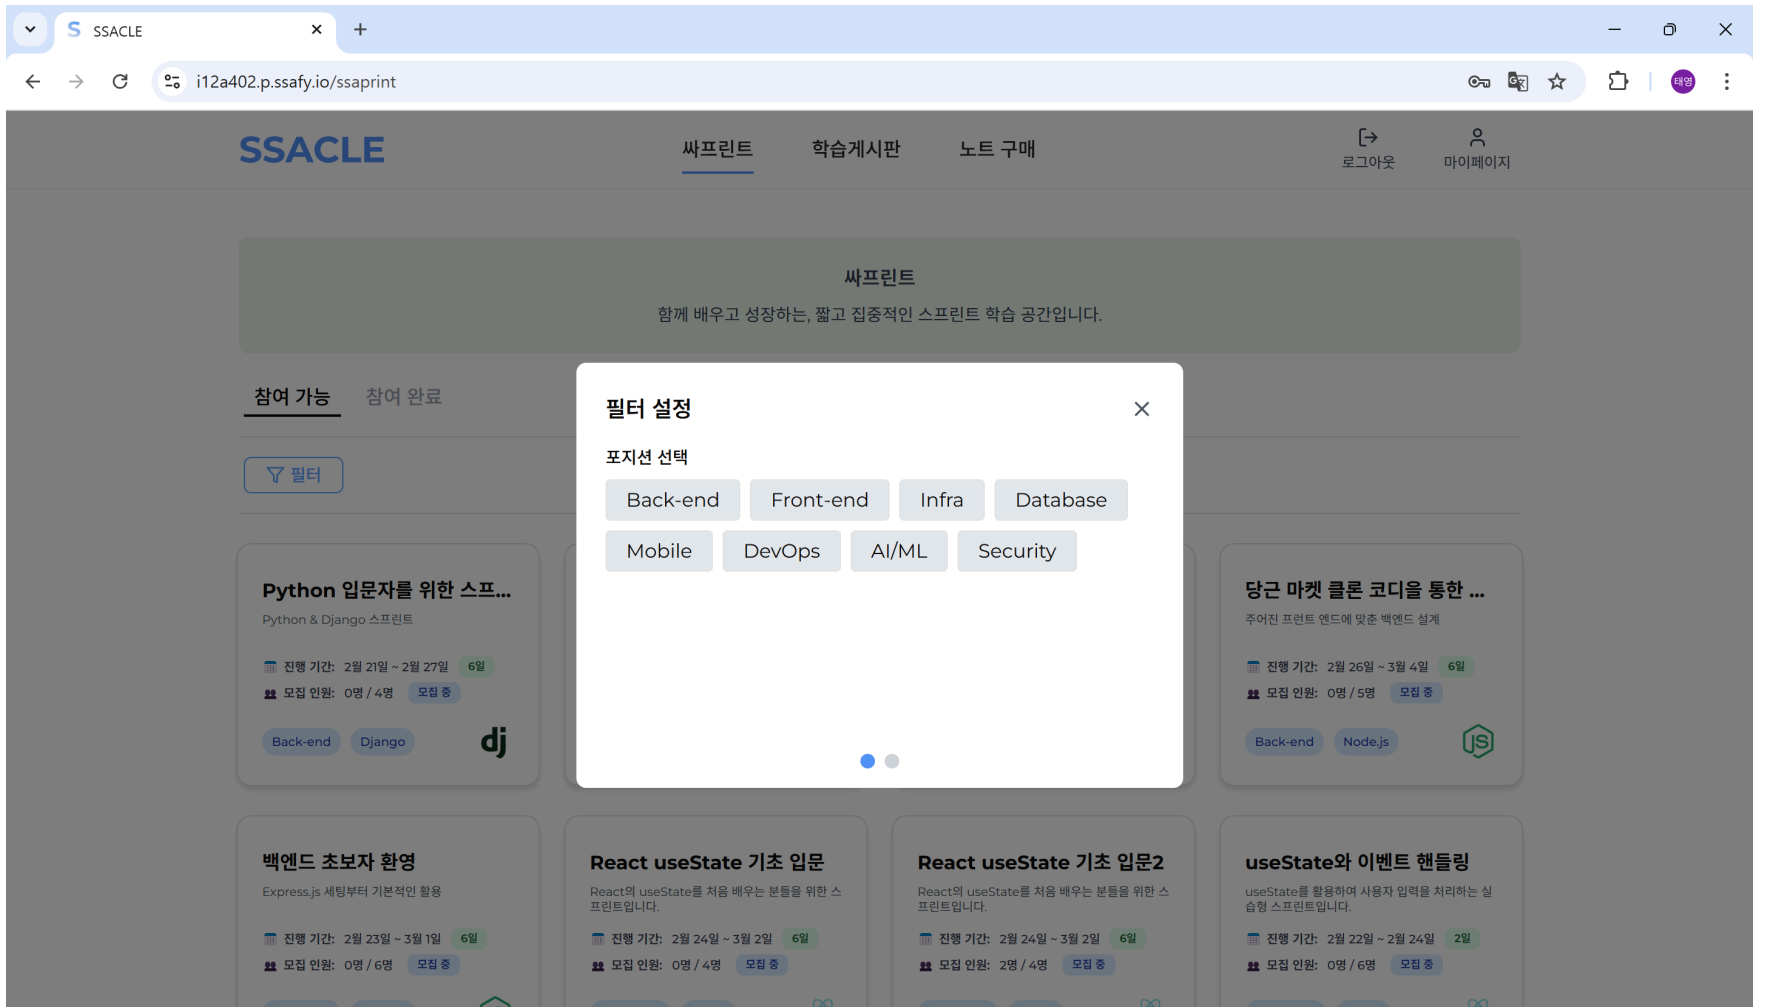 SSACLE
i12a402.p.ssafy.io/ssaprint
태영
SSACLE
싸프린트 학습게시판 노트 구매
로그아웃 마이페이지
싸프린트
함께 배우고 성장하는, 짧고 집중적인 스프린트 학습 공간입니다.
참여 가능 참여 완료
필터
필터 설정
포지션 선택
Back-end Front-end Infra Database
Mobile DevOps AI/ML Security
Python 입문자를 위한 스프...
Python & Django 스프린트
진행 기간: 2월 21일 ~ 2월 27일 6일
모집 인원: 0명 / 4명 모집 중
Back-end Django
dj
당근 마켓 클론 코디을 통한 ...
주어진 프런트 엔드에 맞춘 백엔드 설계
진행 기간: 2월 26일 ~ 3월 4일 6일
모집 인원: 0명 / 5명 모집 중
Back-end Node.js
JS
백엔드 초보자 환영
Express.js 세팅부터 기본적인 활용
진행 기간: 2월 23일 ~ 3월 1일 6일
모집 인원: 0명 / 6명 모집 중
React useState 기초 입문
React의 useState를 처음 배우는 분들을 위한 스
프린트입니다.
진행 기간: 2월 24일 ~ 3월 2일 6일
모집 인원: 0명 / 4명 모집 중
React useState 기초 입문2
React의 useState를 처음 배우는 분들을 위한 스
프린트입니다.
진행 기간: 2월 24일 ~ 3월 2일 6일
모집 인원: 2명 / 4명 모집 중
useState와 이벤트 핸들링
useState를 활용하여 사용자 입력을 처리하는 실
습형 스프린트입니다.
진행 기간: 2월 22일 ~ 2월 24일 2일
모집 인원: 0명 / 6명 모집 중